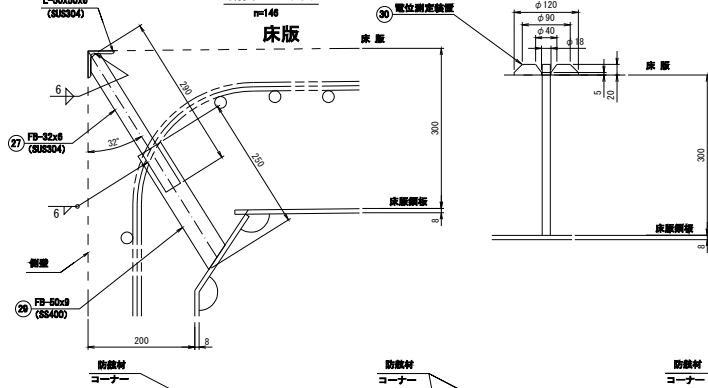 (SUS304)
n=146
床版
床 版
6
290
27 FB-32x6
(SUS304)
32°
250
300
6
床版鋼板
8
側壁
29 FB-50x9
(SS400)
200
8
30 電位測定装置
φ120
φ90
φ40
φ18
床 版
5
20
300
床版鋼板
8
防舷材
コーナー
防舷材
コーナー
防舷材
コーナー